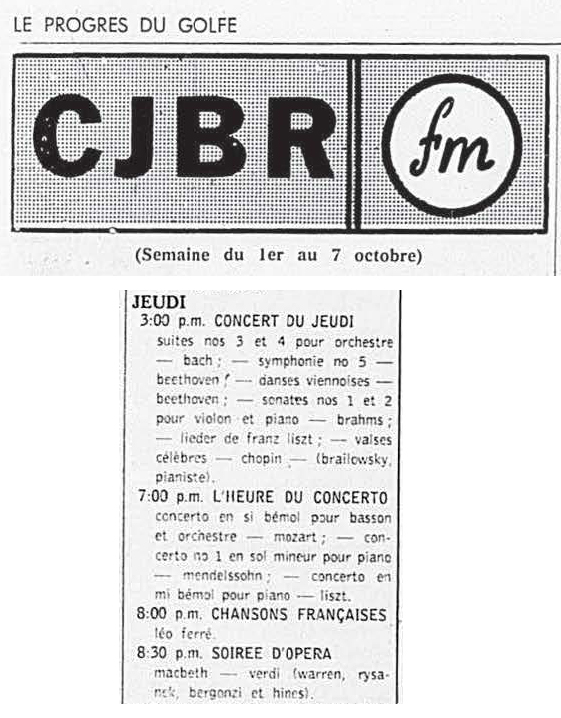 LE PROGRES DU GOLFE
CJBR fm
(Semaine du 1er au 7 octobre)
JEUDI
3:00 p.m. CONCERT DU JEUDI
suites nos 3 et 4 pour orchestre
— bach ; — symphonie no 5 —
beethoven ; — danses viennoises —
beethoven ; — sonates nos 1 et 2
pour violon et piano — brahms ;
— lieder de franz liszt ; — valses
célèbres — chopin — (brailowsky,
pianiste).
7:00 p.m. L'HEURE DU CONCERTO
concerto en si bémol pour basson
et orchestre — mozart ; — con-
certo no 1 en sol mineur pour piano
— mendelssohn ; — concerto en
mi bémol pour piano — liszt.
8:00 p.m. CHANSONS FRANÇAISES
léo ferré.
8:30 p.m. SOIREE D'OPERA
macbeth — verdi (warren, rysa-
nek, bergonzi et hines).